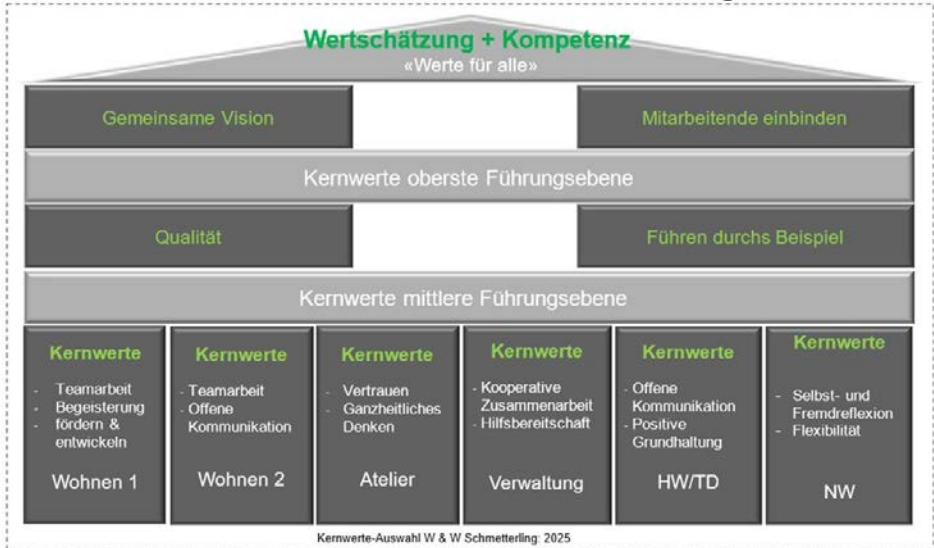 Wertschätzung + Kompetenz
«Werte für alle»
Gemeinsame Vision
Mitarbeitende einbinden
Kernwerte oberste Führungsebene
Qualität
Führen durchs Beispiel
Kernwerte mittlere Führungsebene
Kernwerte
- Teamarbeit
- Begeisterung
- fördern &
- entwickeln
Wohnen 1
Kernwerte
- Teamarbeit
- Offene
Kommunikation
Wohnen 2
Kernwerte
- Vertrauen
- Ganzheitliches
Denken
Atelier
Kernwerte
- Kooperative
Zusammenarbeit
- Hilfsbereitschaft
Verwaltung
Kernwerte
- Offene
Kommunikation
- Positive
Grundhaltung
HW/TD
Kernwerte
- Selbst- und
Fremdreflexion
- Flexibilität
NW
Kernwerte-Auswahl W & W Schmetterling: 2025